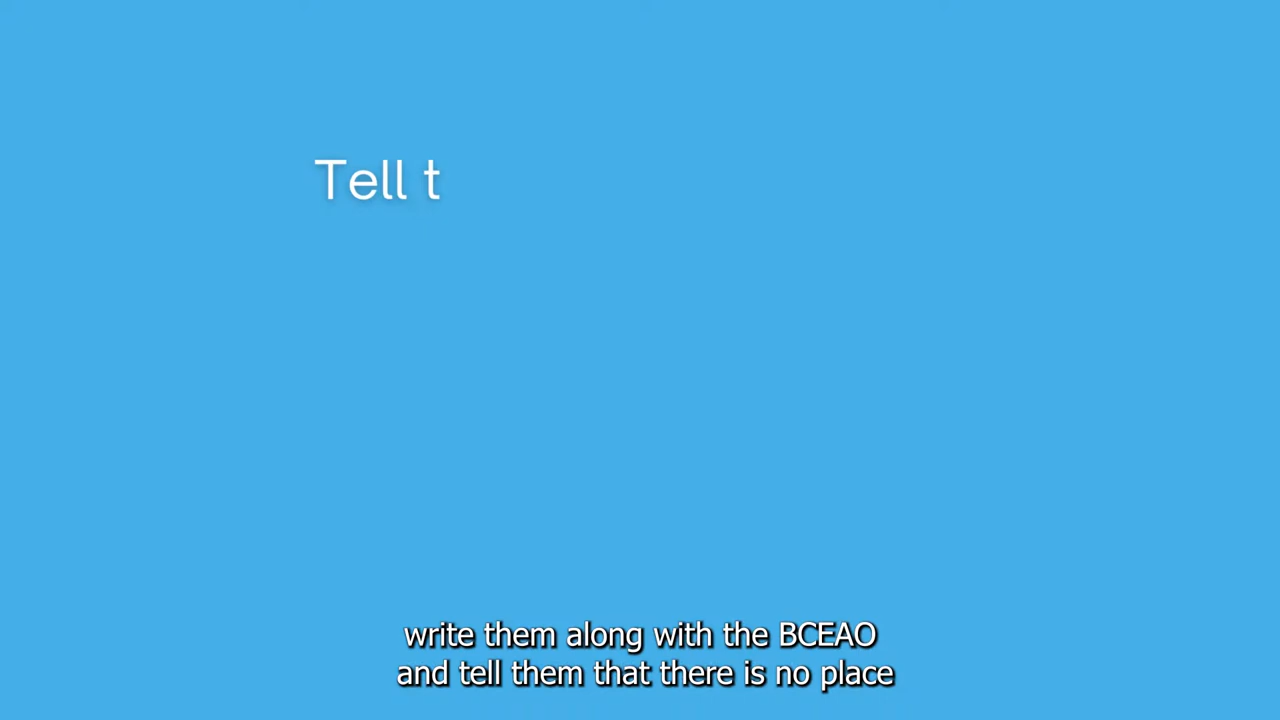 Tell t
write them along with the BCEAO
and tell them that there is no place